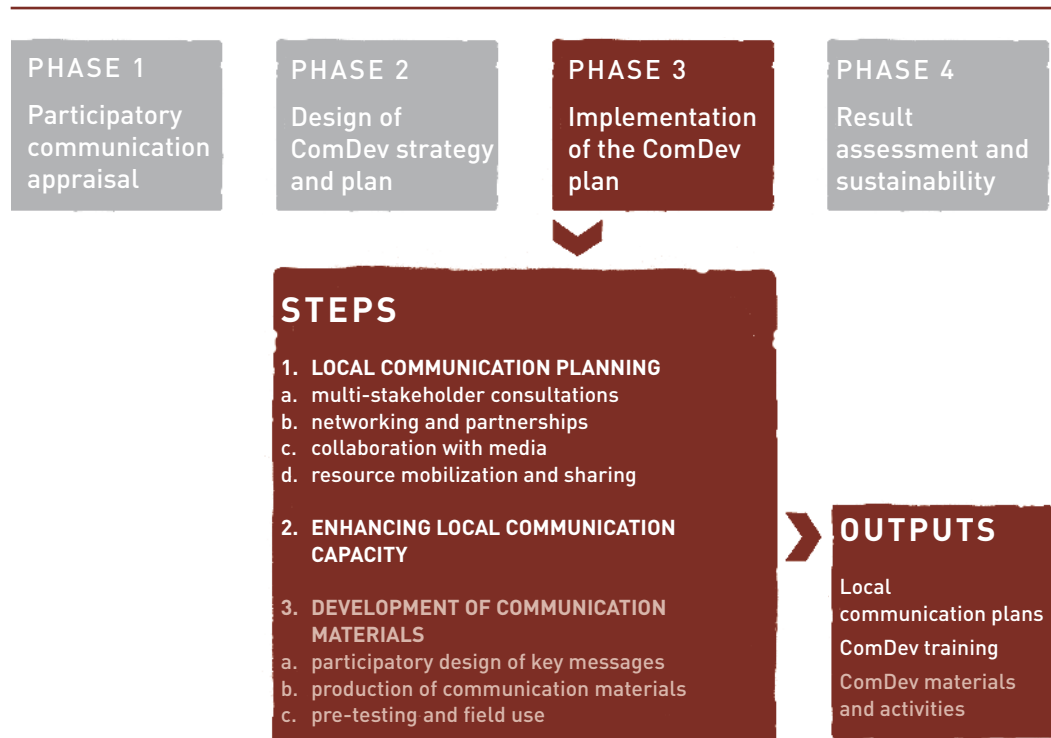 PHASE 1
Participatory
communication
appraisal
PHASE 2
Design of
ComDev strategy
and plan
PHASE 3
Implementation
of the ComDev
plan
PHASE 4
Result
assessment and
sustainability
STEPS
1. LOCAL COMMUNICATION PLANNING
a. multi-stakeholder consultations
b. networking and partnerships
c. collaboration with media
d. resource mobilization and sharing
2. ENHANCING LOCAL COMMUNICATION
CAPACITY
3. DEVELOPMENT OF COMMUNICATION
MATERIALS
a. participatory design of key messages
b. production of communication materials
c. pre-testing and field use
OUTPUTS
Local
communication plans
ComDev training
ComDev materials
and activities